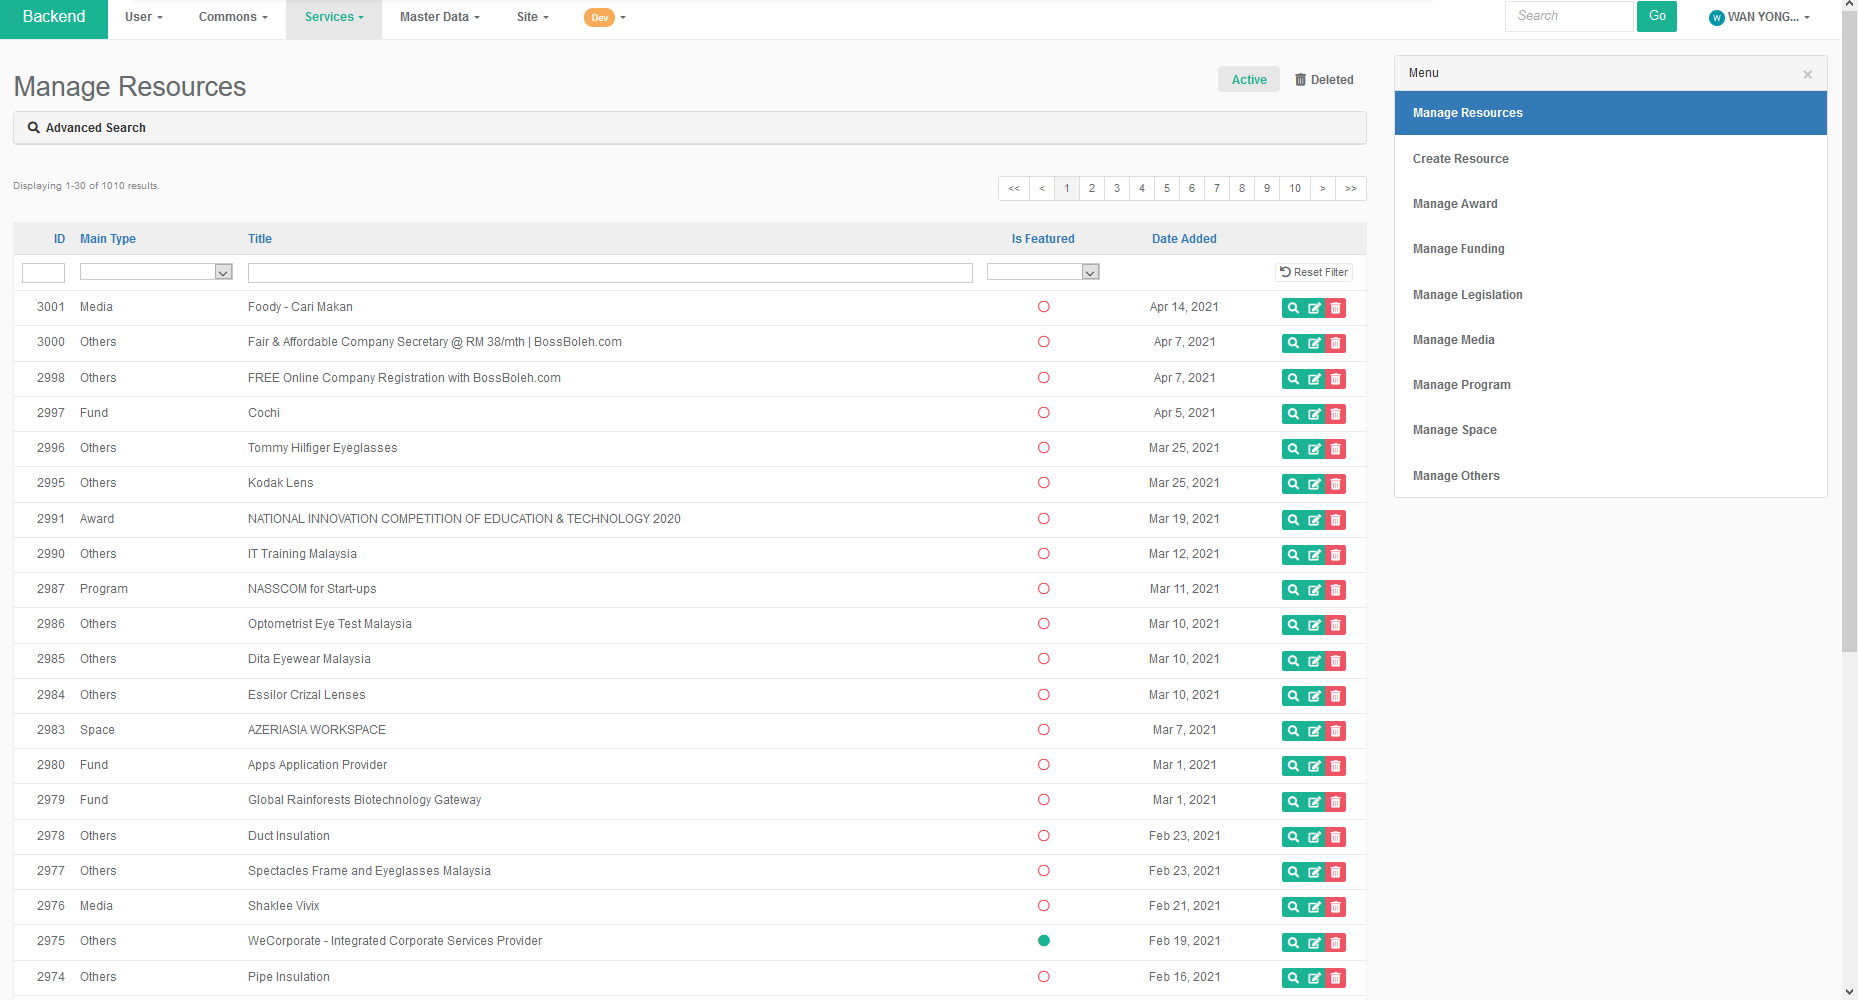 Backend User Commons Services Master Data Site Dev Search Go W WAN YONG...
Manage Resources Active Deleted
Advanced Search
Displaying 1-30 of 1010 results. << < 1 2 3 4 5 6 7 8 9 10 > >>
ID Main Type Title Is Featured Date Added
Reset Filter
3001 Media Foody - Cari Makan Apr 14, 2021
3000 Others Fair & Affordable Company Secretary @ RM 38/mth | BossBoleh.com Apr 7, 2021
2998 Others FREE Online Company Registration with BossBoleh.com Apr 7, 2021
2997 Fund Cochi Apr 5, 2021
2996 Others Tommy Hilfiger Eyeglasses Mar 25, 2021
2995 Others Kodak Lens Mar 25, 2021
2991 Award NATIONAL INNOVATION COMPETITION OF EDUCATION & TECHNOLOGY 2020 Mar 19, 2021
2990 Others IT Training Malaysia Mar 12, 2021
2987 Program NASSCOM for Start-ups Mar 11, 2021
2986 Others Optometrist Eye Test Malaysia Mar 10, 2021
2985 Others Dita Eyewear Malaysia Mar 10, 2021
2984 Others Essilor Crizal Lenses Mar 10, 2021
2983 Space AZERIASIA WORKSPACE Mar 7, 2021
2980 Fund Apps Application Provider Mar 1, 2021
2979 Fund Global Rainforests Biotechnology Gateway Mar 1, 2021
2978 Others Duct Insulation Feb 23, 2021
2977 Others Spectacles Frame and Eyeglasses Malaysia Feb 23, 2021
2976 Media Shaklee Vivix Feb 21, 2021
2975 Others WeCorporate - Integrated Corporate Services Provider Feb 19, 2021
2974 Others Pipe Insulation Feb 16, 2021
Menu ×
Manage Resources
Create Resource
Manage Award
Manage Funding
Manage Legislation
Manage Media
Manage Program
Manage Space
Manage Others